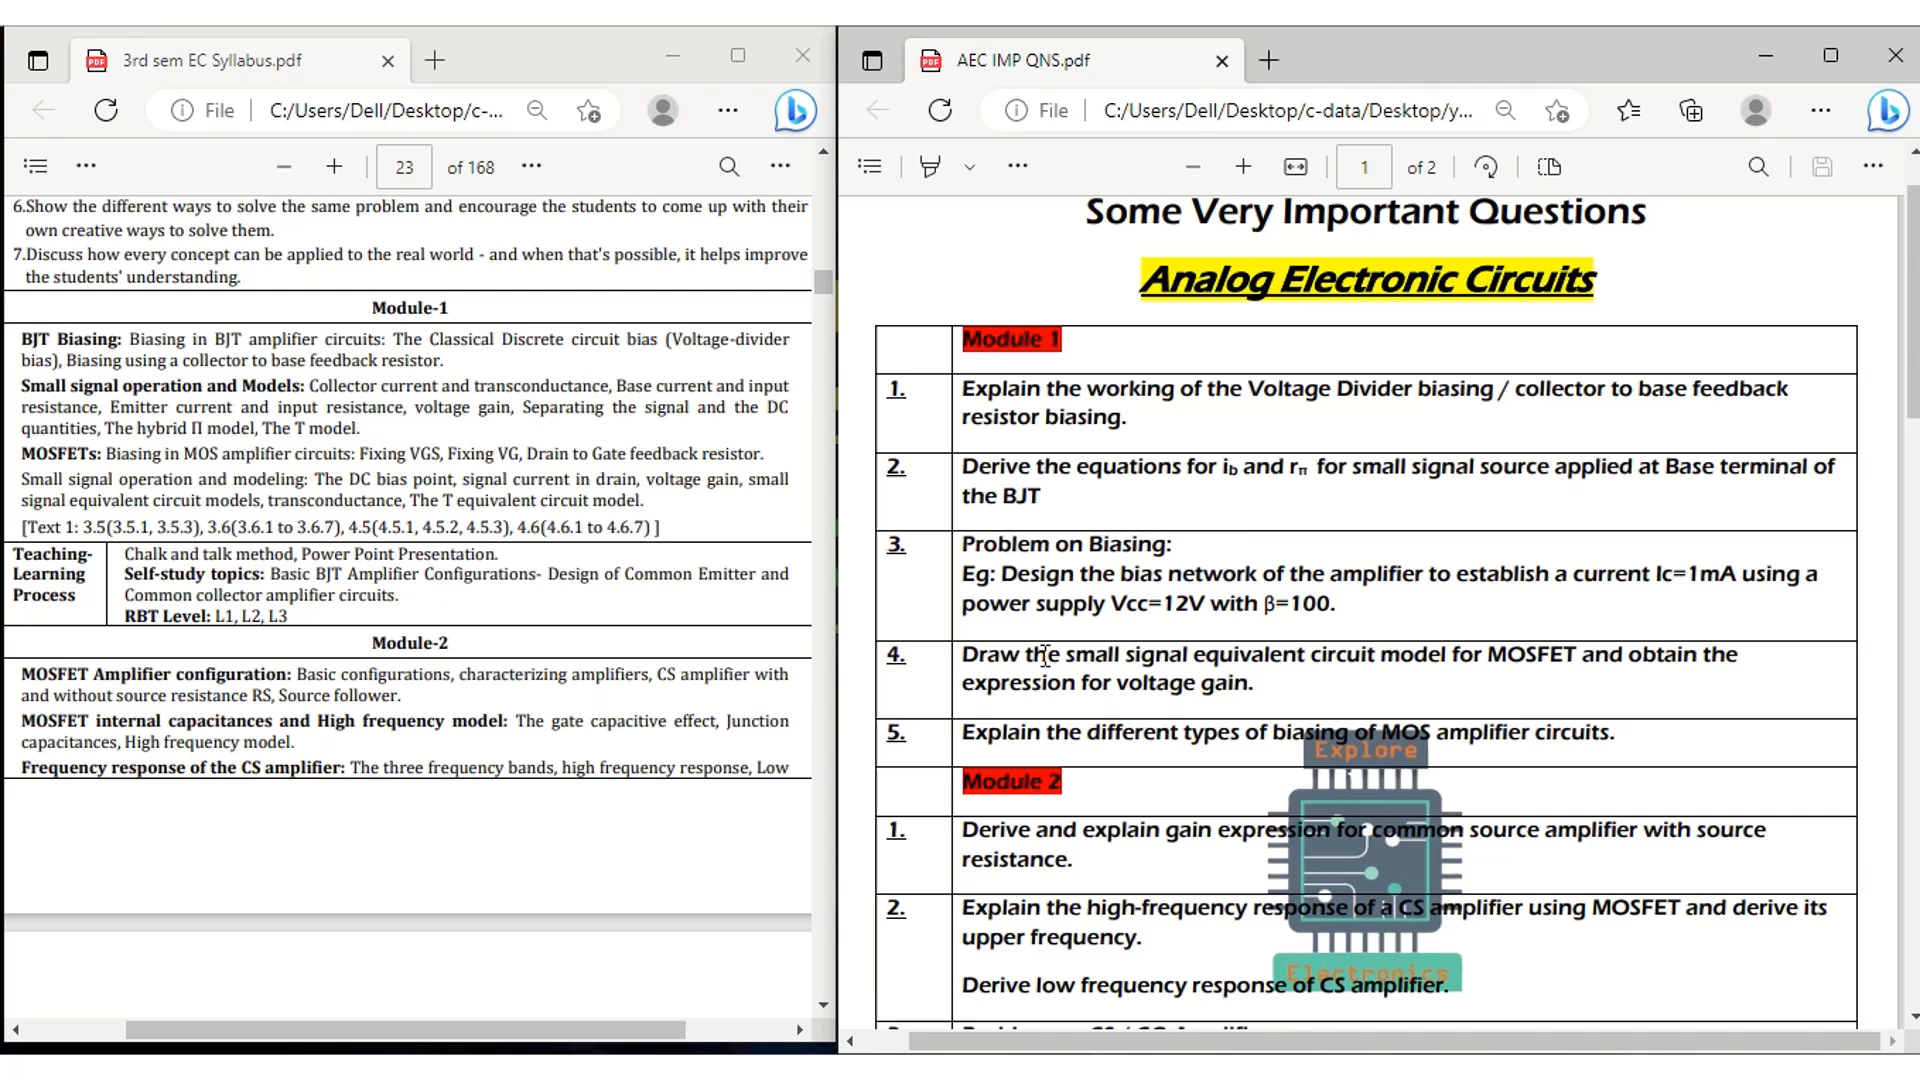 3rd sem EC Syllabus.pdf
File
C:/Users/Dell/Desktop/c-...
23 of 168
6.Show the different ways to solve the same problem and encourage the students to come up with their
own creative ways to solve them.
7.Discuss how every concept can be applied to the real world - and when that's possible, it helps improve
the students' understanding.
Module-1
BJT Biasing: Biasing in BJT amplifier circuits: The Classical Discrete circuit bias (Voltage-divider
bias), Biasing using a collector to base feedback resistor.
Small signal operation and Models: Collector current and transconductance, Base current and input
resistance, Emitter current and input resistance, voltage gain, Separating the signal and the DC
quantities, The hybrid Π model, The T model.
MOSFETs: Biasing in MOS amplifier circuits: Fixing VGS, Fixing VG, Drain to Gate feedback resistor.
Small signal operation and modeling: The DC bias point, signal current in drain, voltage gain, small
signal equivalent circuit models, transconductance, The T equivalent circuit model.
[Text 1: 3.5(3.5.1, 3.5.3), 3.6(3.6.1 to 3.6.7), 4.5(4.5.1, 4.5.2, 4.5.3), 4.6(4.6.1 to 4.6.7) ]
Teaching-
Learning
Process
Chalk and talk method, Power Point Presentation.
Self-study topics: Basic BJT Amplifier Configurations- Design of Common Emitter and
Common collector amplifier circuits.
RBT Level: L1, L2, L3
Module-2
MOSFET Amplifier configuration: Basic configurations, characterizing amplifiers, CS amplifier with
and without source resistance RS, Source follower.
MOSFET internal capacitances and High frequency model: The gate capacitive effect, Junction
capacitances, High frequency model.
Frequency response of the CS amplifier: The three frequency bands, high frequency response, Low
AEC IMP QNS.pdf
File
C:/Users/Dell/Desktop/c-data/Desktop/y...
1 of 2
Some Very Important Questions
Analog Electronic Circuits
Module 1
1. Explain the working of the Voltage Divider biasing / collector to base feedback
resistor biasing.
2. Derive the equations for ib and rπ for small signal source applied at Base terminal of
the BJT
3. Problem on Biasing:
Eg: Design the bias network of the amplifier to establish a current Ic=1mA using a
power supply Vcc=12V with β=100.
4. Draw the small signal equivalent circuit model for MOSFET and obtain the
expression for voltage gain.
5. Explain the different types of biasing of MOS amplifier circuits.
Explore
Module 2
1. Derive and explain gain expression for common source amplifier with source
resistance.
2. Explain the high-frequency response of a CS amplifier using MOSFET and derive its
upper frequency.
Electronics
Derive low frequency response of CS amplifier.